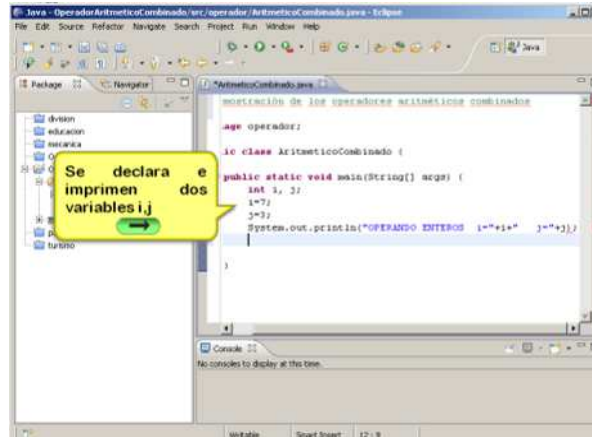 Java - OperadorAritmeticoCombinado/src/operador/AritmeticoCombinado.java - Eclipse
File Edit Source Refactor Navigate Search Project Run Window Help
Java
Package
Navigator
*AritmeticoCombinado.java
mostración de los operadores aritméticos combinados
division
age operador;
educacion
mecanica
ic class AritmeticoCombinado {
Se declara e
imprimen dos
variables i,j
public static void main(String[] args) {
int i, j;
i=7;
j=3;
System.out.println("OPERANDO ENTEROS i="+i+" j="+j);
turismo
}
Console
No consoles to display at this time.
Writable
Smart Insert
12 : 9